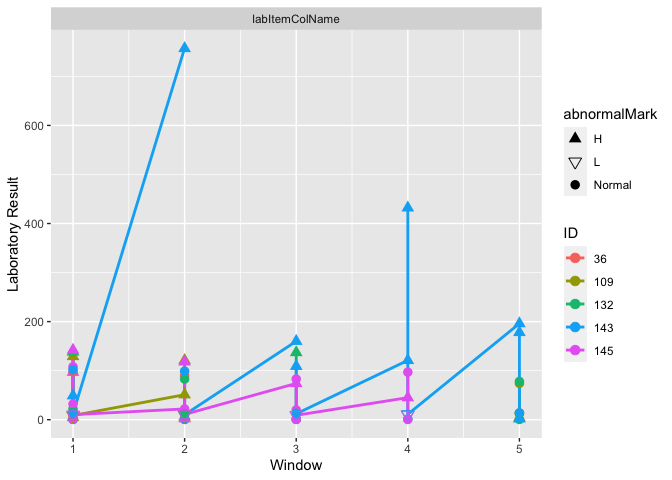 labItemColName
Laboratory Result
600
400
200
0
1
2
3
4
5
Window
abnormalMark
H
L
Normal
ID
36
109
132
143
145